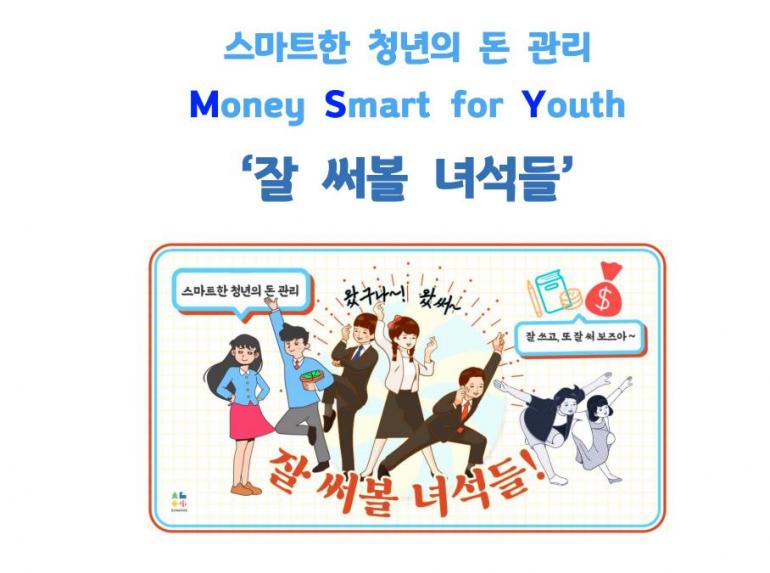 스마트한 청년의 돈 관리
Money Smart for Youth
‘잘 써볼 녀석들’
스마트한 청년의 돈 관리
왔구나~! 왔써~
$
잘 쓰고, 또 잘 써 보즈아~
잘 써볼 녀석들!